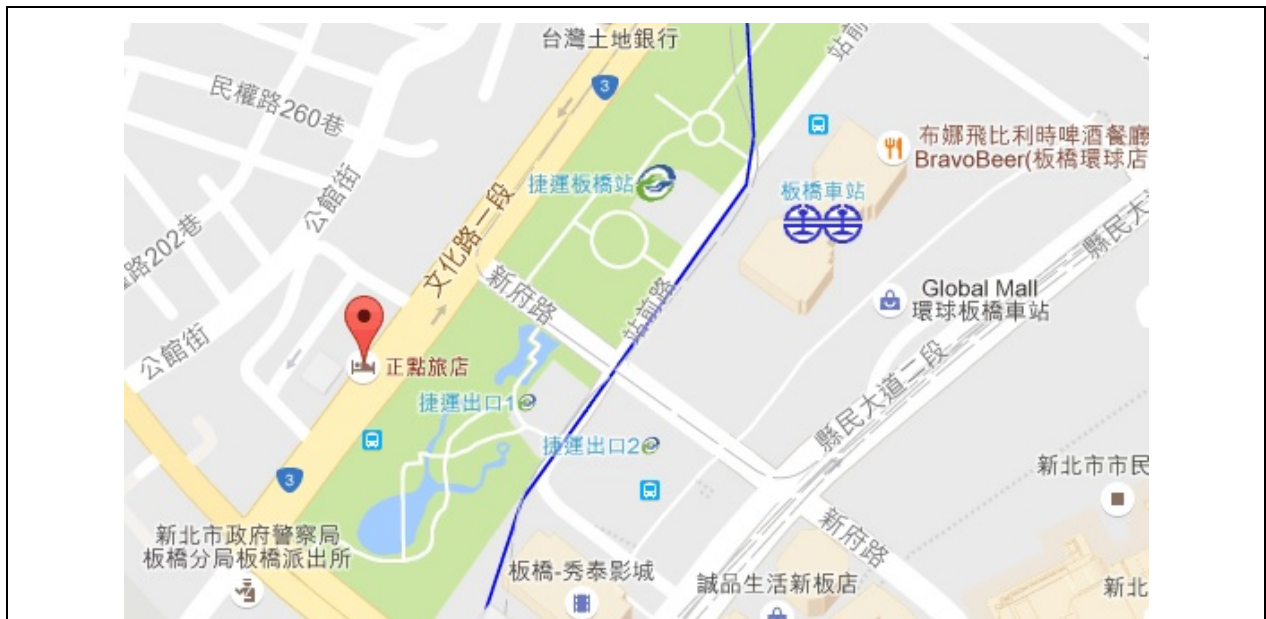 台灣土地銀行
站前
3
民權路260巷
布娜飛比利時啤酒餐廳
BravoBeer(板橋環球店
捷運板橋站
板橋車站
公館街
文化路一段
路202巷
縣民大道
新府路
Global Mall
環球板橋車站
站前路
公館街
正點旅店
捷運出口1
縣民大道二段
捷運出口2
新北市市民
3
新北市政府警察局
板橋分局板橋派出所
新府路
板橋-秀泰影城
誠品生活新板店
新北